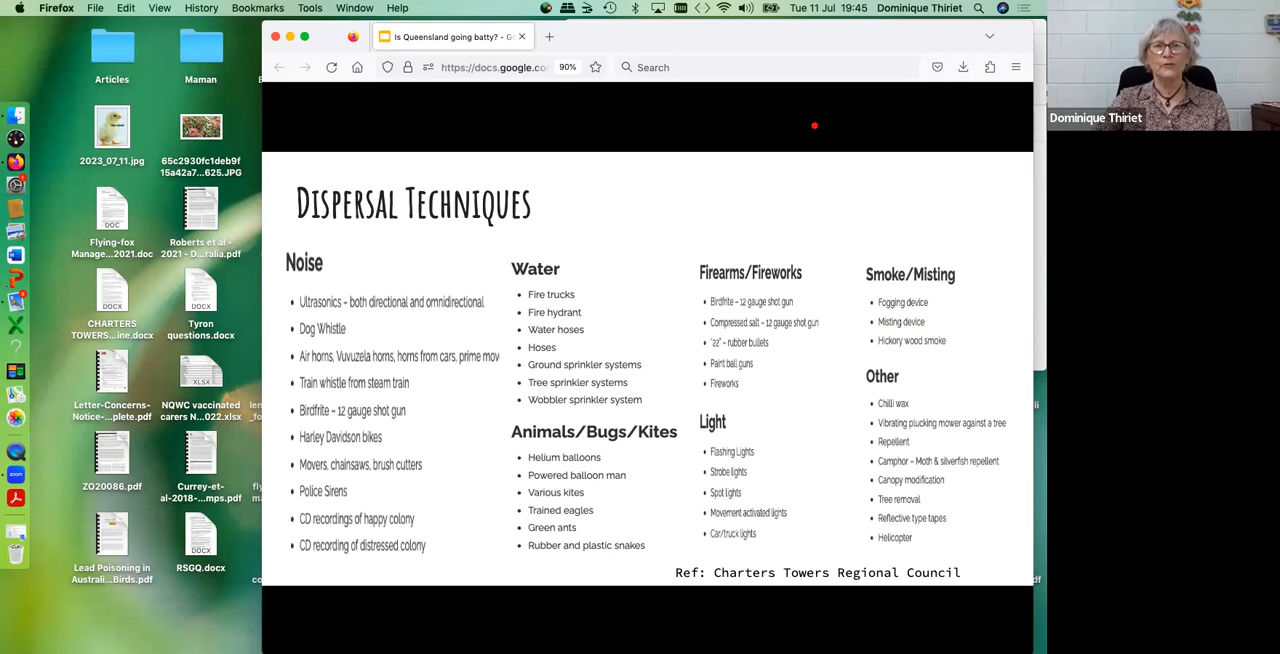 Firefox File Edit View History Bookmarks Tools Window Help
Tue 11 Jul 19:45 Dominique Thiriet
Articles
Maman
2023_07_11.jpg
65c2930fc1deb9f
15a42a7...625.JPG
DOC
Flying-fox
Manage...2021.doc
Roberts et al -
2021 - D...ralia.pdf
DOCX
CHARTERS
TOWERS...ine.docx
DOCX
Tyron
questions.docx
Letter-Concerns-
Notice-...plete.pdf
XLSX
NQWC vaccinated
carers N...022.xlsx
ZO20086.pdf
Currey-et-
al-2018-...mps.pdf
Lead Poisoning in
Australi...Birds.pdf
DOCX
RSGQ.docx
zoom
Is Queensland going batty? - G
https://docs.google.co
90%
Search
Dispersal Techniques
Noise
Ultrasonics – both directional and omnidirectional
Dog Whistle
Air horns, Vuvuzela horns, horns from cars, prime mov
Train whistle from steam train
Birdfrite – 12 gauge shot gun
Harley Davidson bikes
Movers, chainsaws, brush cutters
Police Sirens
CD recordings of happy colony
CD recording of distressed colony
Water
Fire trucks
Fire hydrant
Water hoses
Hoses
Ground sprinkler systems
Tree sprinkler systems
Wobbler sprinkler system
Animals/Bugs/Kites
Helium balloons
Powered balloon man
Various kites
Trained eagles
Green ants
Rubber and plastic snakes
Firearms/Fireworks
Birdfrite – 12 gauge shot gun
Compressed salt – 12 gauge shot gun
"22" – rubber bullets
Paint ball guns
Fireworks
Light
Flashing Lights
Strobe lights
Spot lights
Movement activated lights
Car/truck lights
Smoke/Misting
Fogging device
Misting device
Hickory wood smoke
Other
Chilli wax
Vibrating plucking mower against a tree
Repellent
Camphor – Moth & silverfish repellent
Canopy modification
Tree removal
Reflective type tapes
Helicopter
Ref: Charters Towers Regional Council
Dominique Thiriet